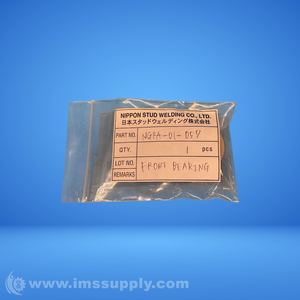 NIPPON STUD WELDING CO., LTD.
日本スタッドウェルディング株式会社
PART NO. NGFA-01-057
QTY. 1 pcs
LOT NO. FRONT BEARING
REMARKS
© www.imssupply.com